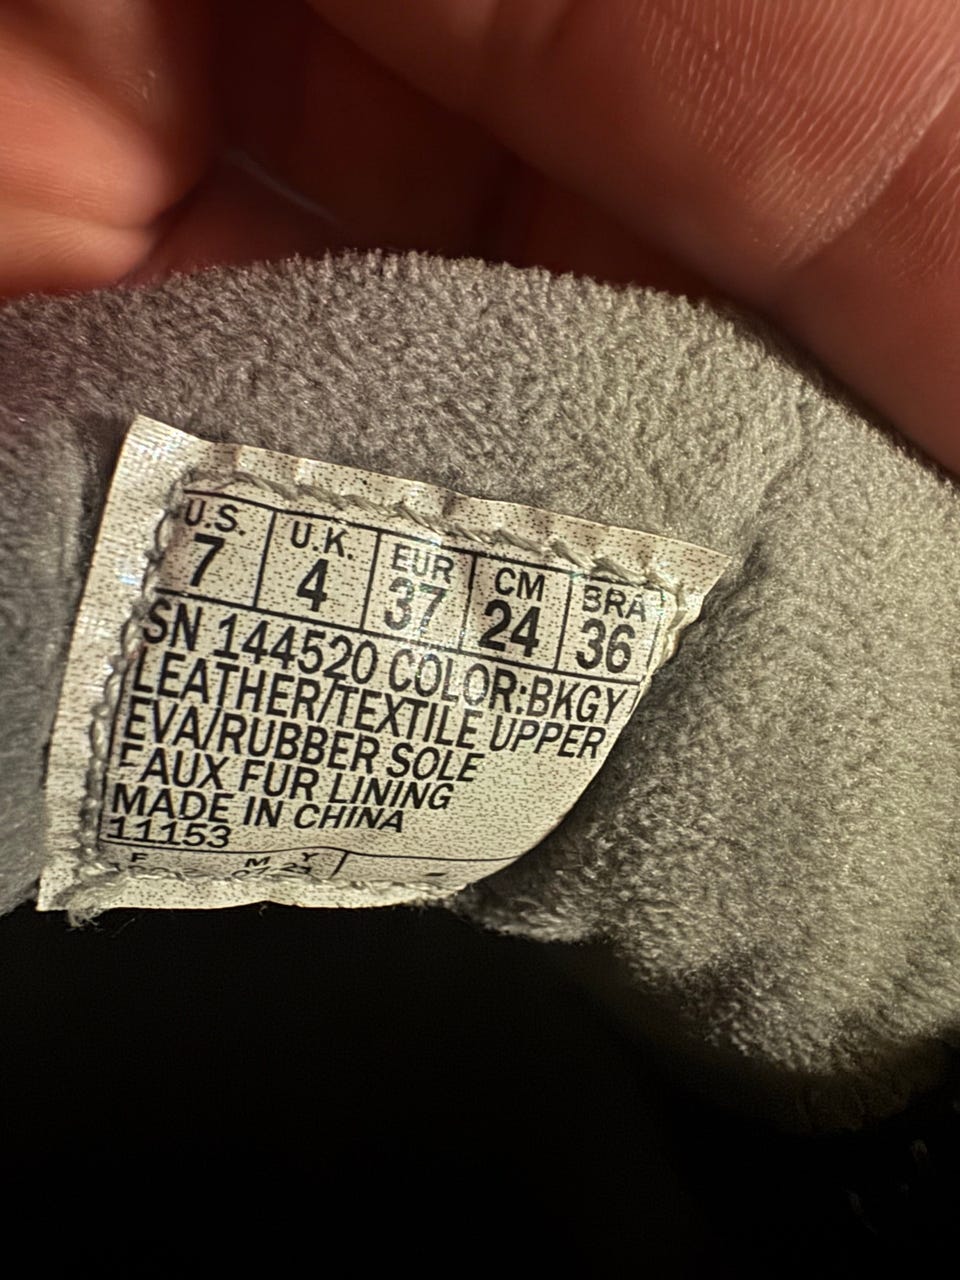 U.S. U.K. EUR CM BRA
7 4 37 24 36
SN 144520 COLOR:BKGY
LEATHER/TEXTILE UPPER
EVA/RUBBER SOLE
FAUX FUR LINING
MADE IN CHINA
11153
F M Y